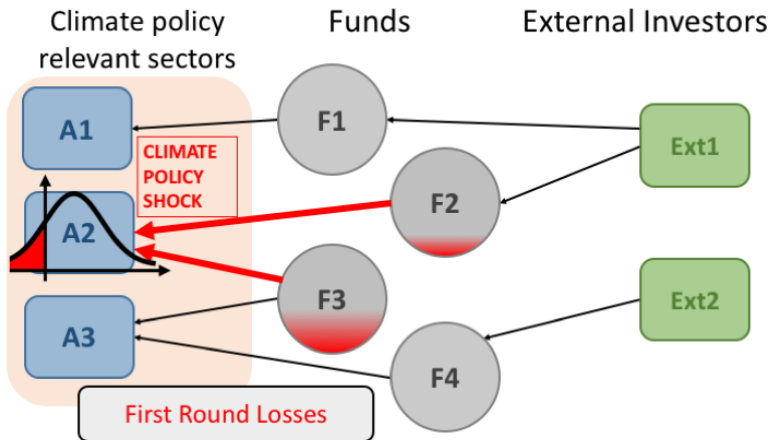 Climate policy
relevant sectors
Funds
External Investors
A1
F1
Ext1
CLIMATE
POLICY
SHOCK
A2
F2
F3
Ext2
A3
F4
First Round Losses